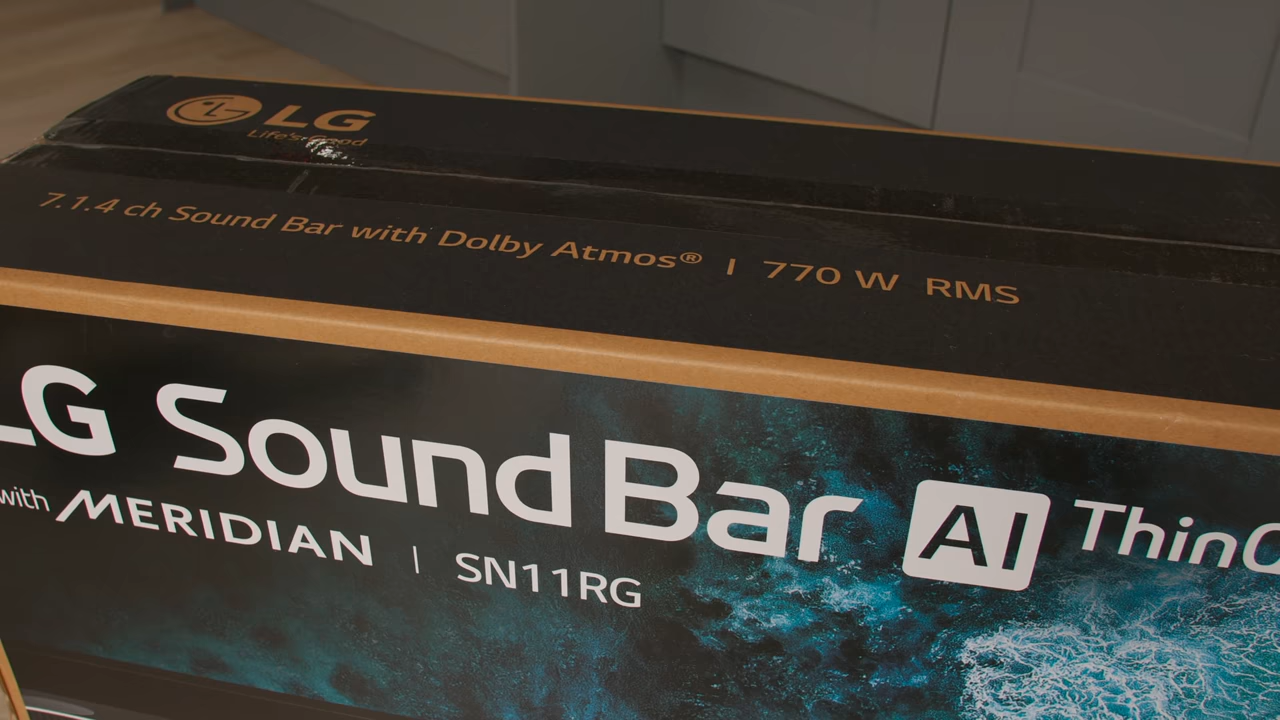 LG
Life's Good
7.1.4 ch Sound Bar with Dolby Atmos® | 770 W RMS
LG Sound Bar AI ThinQ
with MERIDIAN | SN11RG